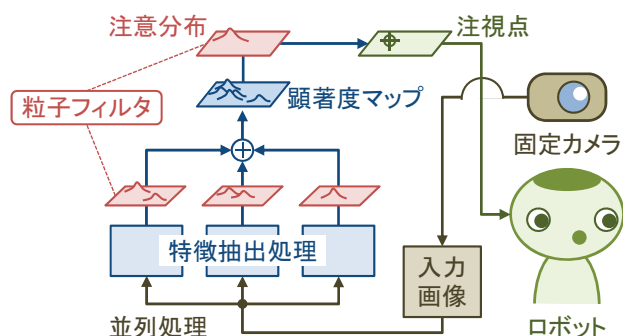 注意分布
注視点
粒子フィルタ
顕著度マップ
固定カメラ
特徴抽出処理
入力
画像
並列処理
ロボット